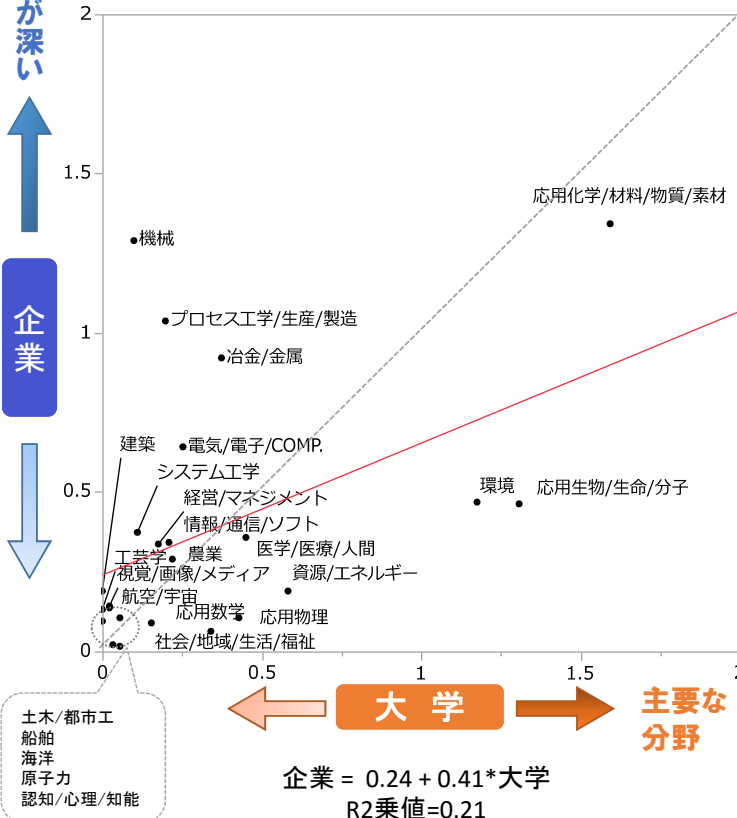 が深い
企業
2
1.5
1
0.5
0
応用化学/材料/物質/素材
機械
プロセス工学/生産/製造
冶金/金属
建築
電気/電子/COMP.
システム工学
環境
応用生物/生命/分子
経営/マネジメント
情報/通信/ソフト
医学/医療/人間
工芸学
農業
視覚/画像/メディア
資源/エネルギー
航空/宇宙
応用数学
応用物理
社会/地域/生活/福祉
0
0.5
1
1.5
2
大 学
主要な
分野
土木/都市工
船舶
海洋
原子力
認知/心理/知能
企業 = 0.24 + 0.41*大学
R2乗値=0.21